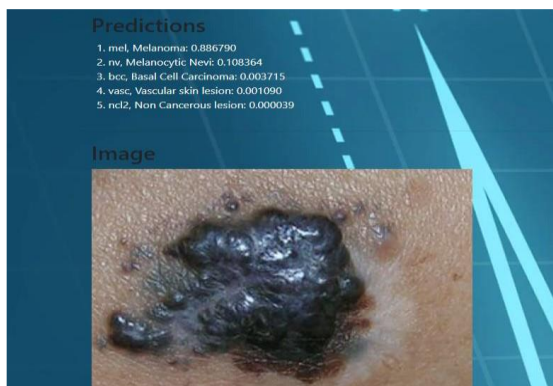 Predictions
1. mel, Melanoma: 0.886790
2. nv, Melanocytic Nevi: 0.108364
3. bcc, Basal Cell Carcinoma: 0.003715
4. vasc, Vascular skin lesion: 0.001090
5. ncl2, Non Cancerous lesion: 0.000039
Image